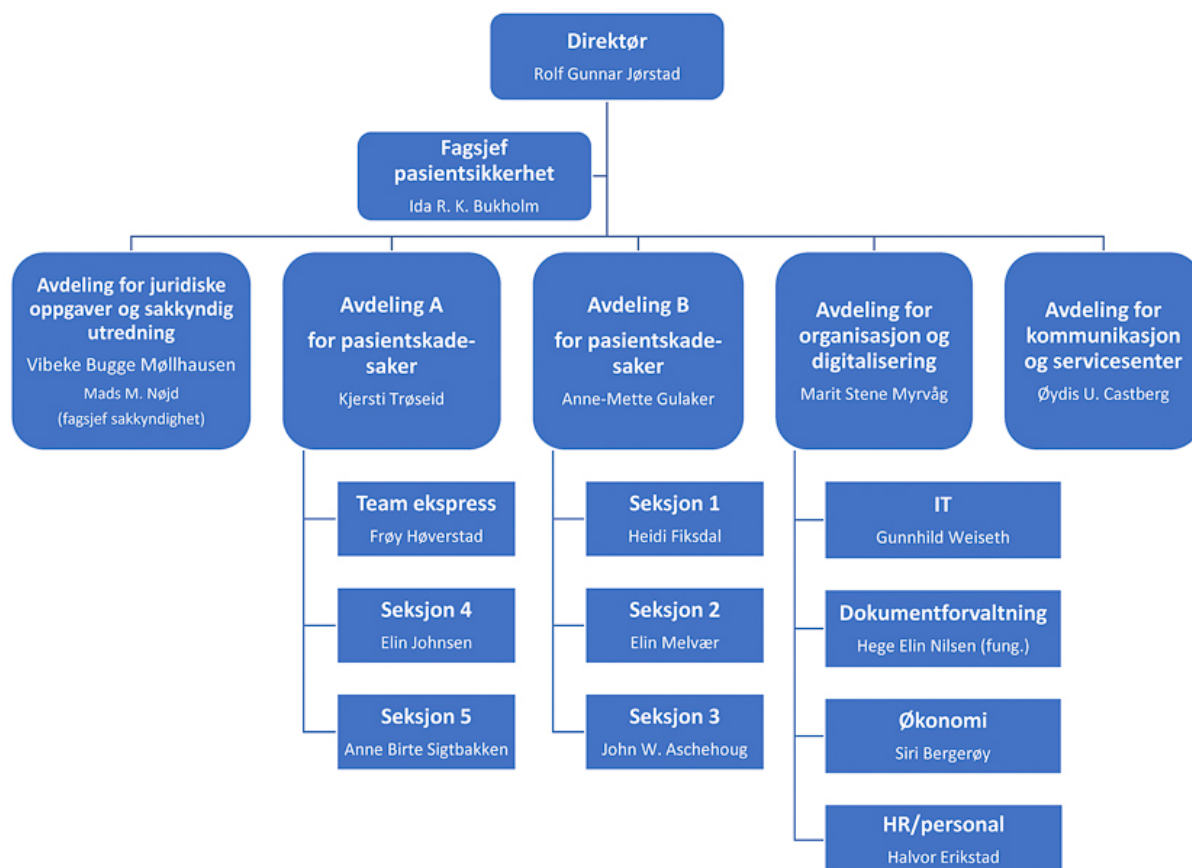 Direktør
Rolf Gunnar Jørstad
Fagsjef
pasientsikkerhet
Ida R. K. Bukholm
Avdeling for juridiske
oppgaver og sakkyndig
utredning
Vibeke Bugge Møllhausen
Mads M. Nøjd
(fagsjef sakkyndighet)
Avdeling A
for pasientskade-
saker
Kjersti Trøseid
Avdeling B
for pasientskade-
saker
Anne-Mette Gulaker
Avdeling for
organisasjon og
digitalisering
Marit Stene Myrvåg
Avdeling for
kommunikasjon
og servicesenter
Øydis U. Castberg
Team ekspress
Frøy Høverstad
Seksjon 4
Elin Johnsen
Seksjon 5
Anne Birte Sigtbakken
Seksjon 1
Heidi Fiksdal
Seksjon 2
Elin Melvær
Seksjon 3
John W. Aschehoug
IT
Gunnhild Weiseth
Dokumentforvaltning
Hege Elin Nilsen (fung.)
Økonomi
Siri Bergerøy
HR/personal
Halvor Erikstad